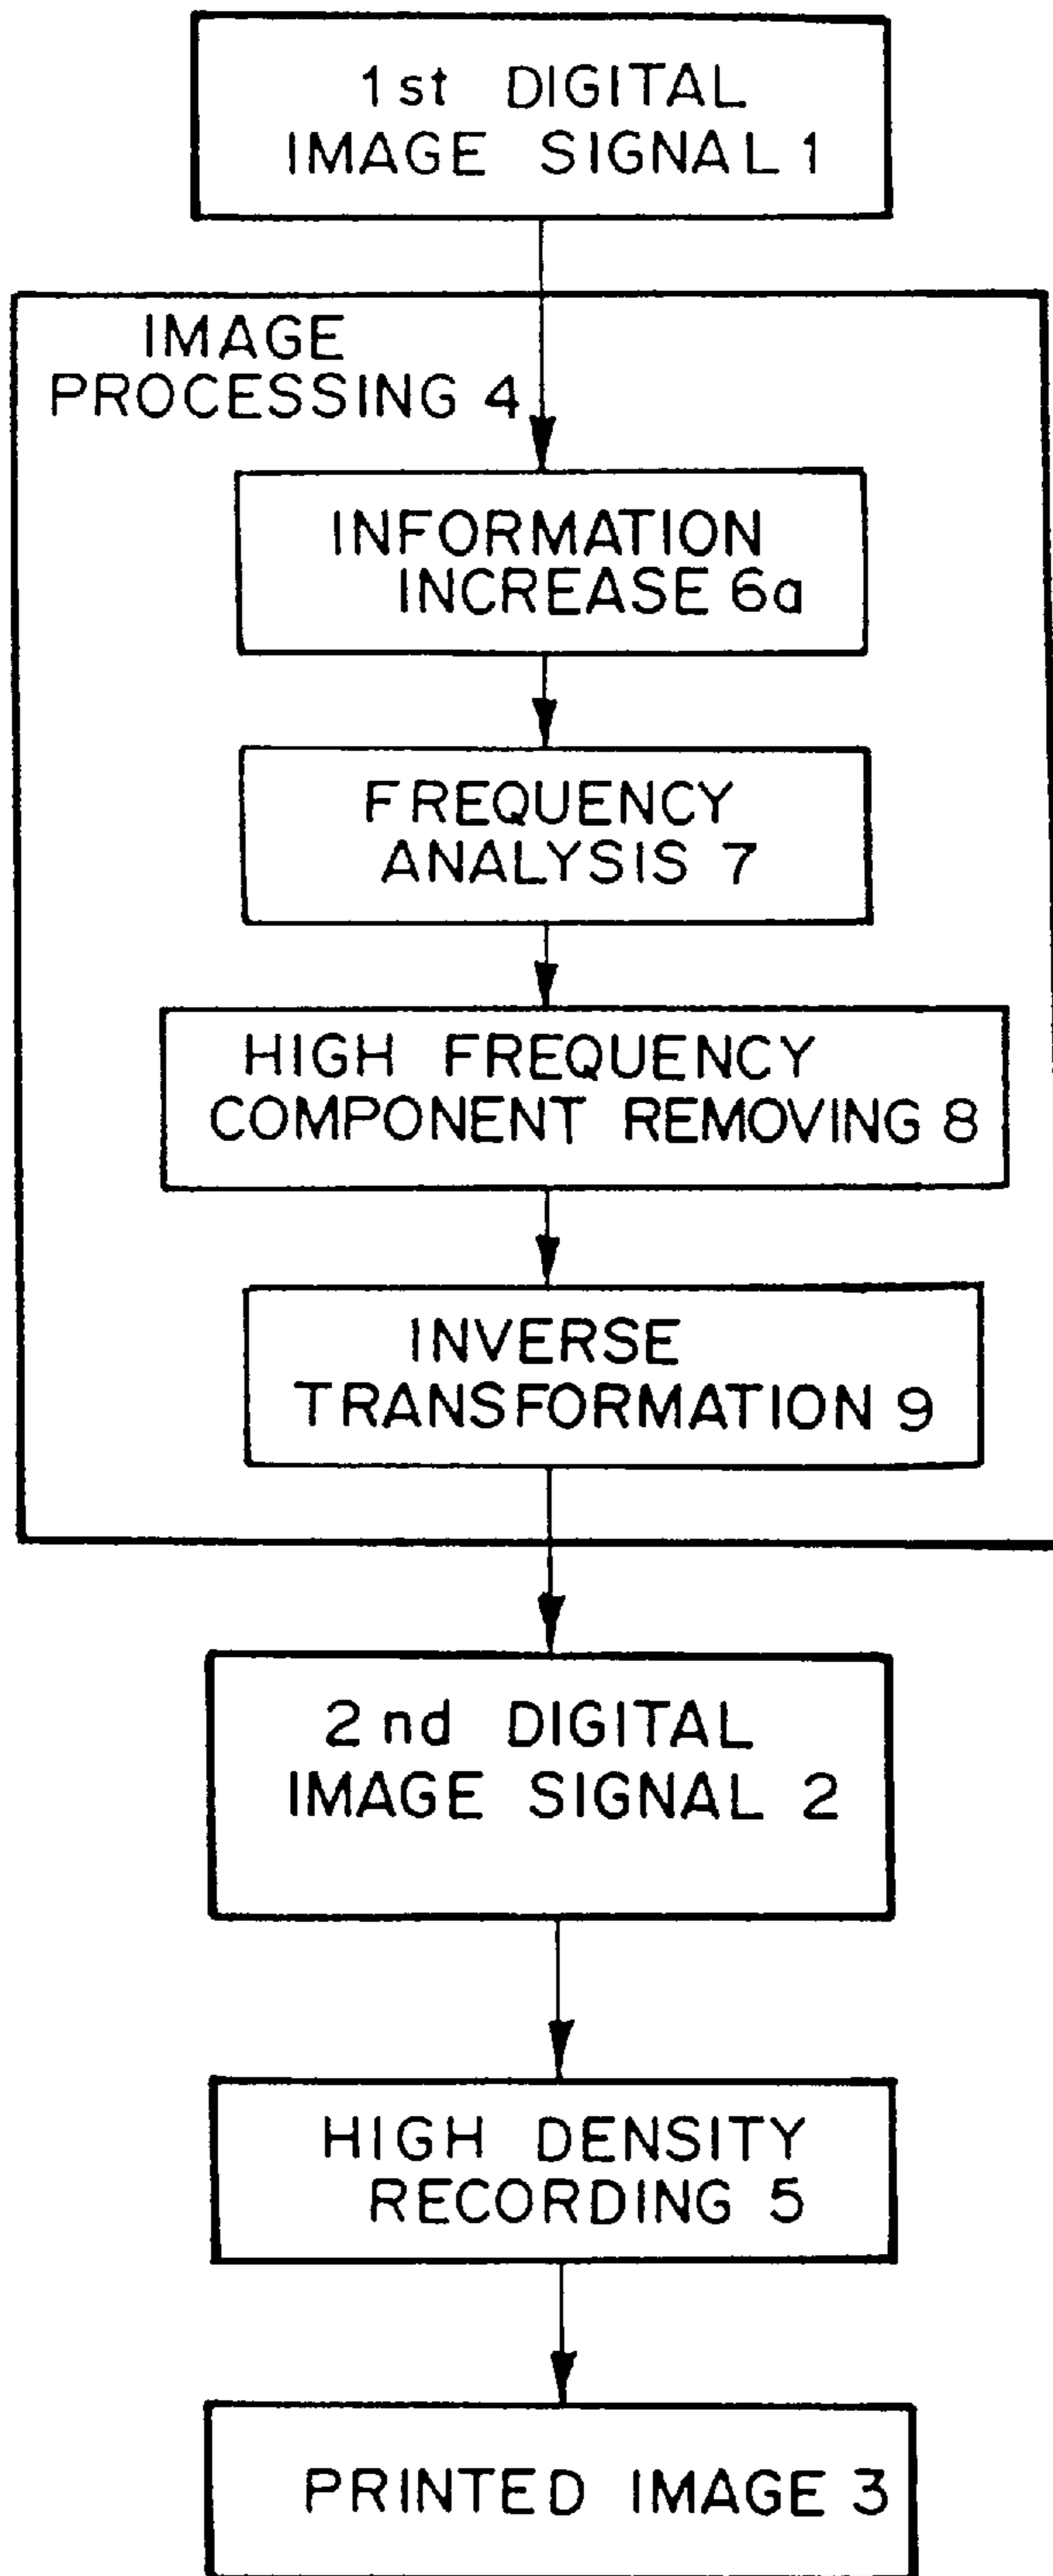 1st DIGITAL
IMAGE SIGNAL 1
IMAGE
PROCESSING 4
INFORMATION
INCREASE 6a
FREQUENCY
ANALYSIS 7
HIGH FREQUENCY
COMPONENT REMOVING 8
INVERSE
TRANSFORMATION 9
2nd DIGITAL
IMAGE SIGNAL 2
HIGH DENSITY
RECORDING 5
PRINTED IMAGE 3